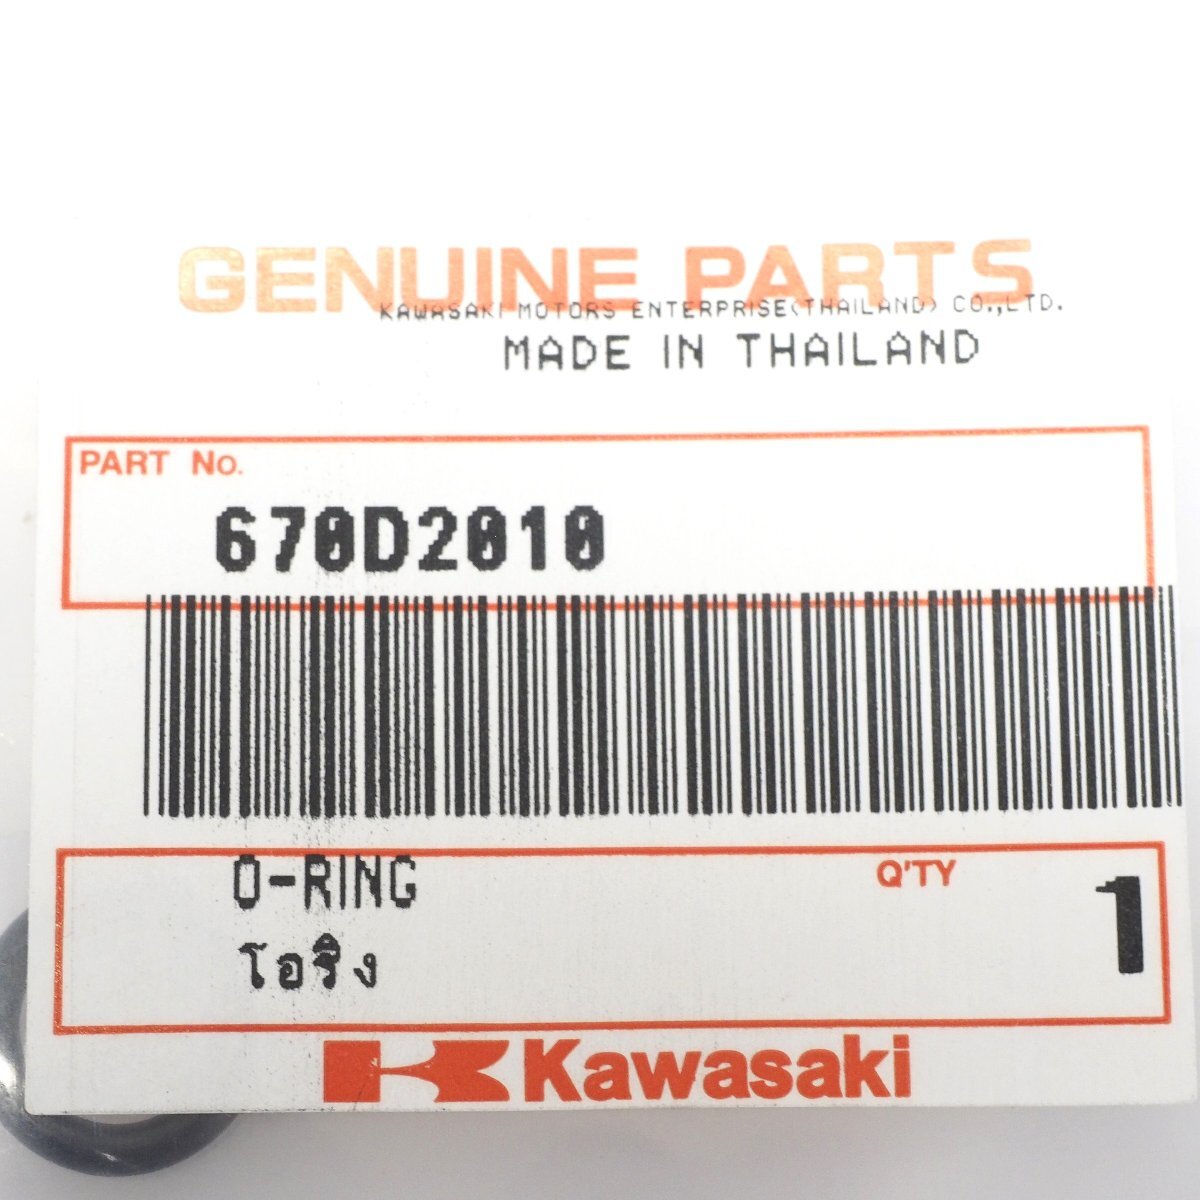 GENUINE PARTS
KAWASAKI MOTORS ENTERPRISE(THAILAND) CO.,LTD.
MADE IN THAILAND
PART No.
670D2010
O-RING
Q'TY
1
โอริง
Kawasaki